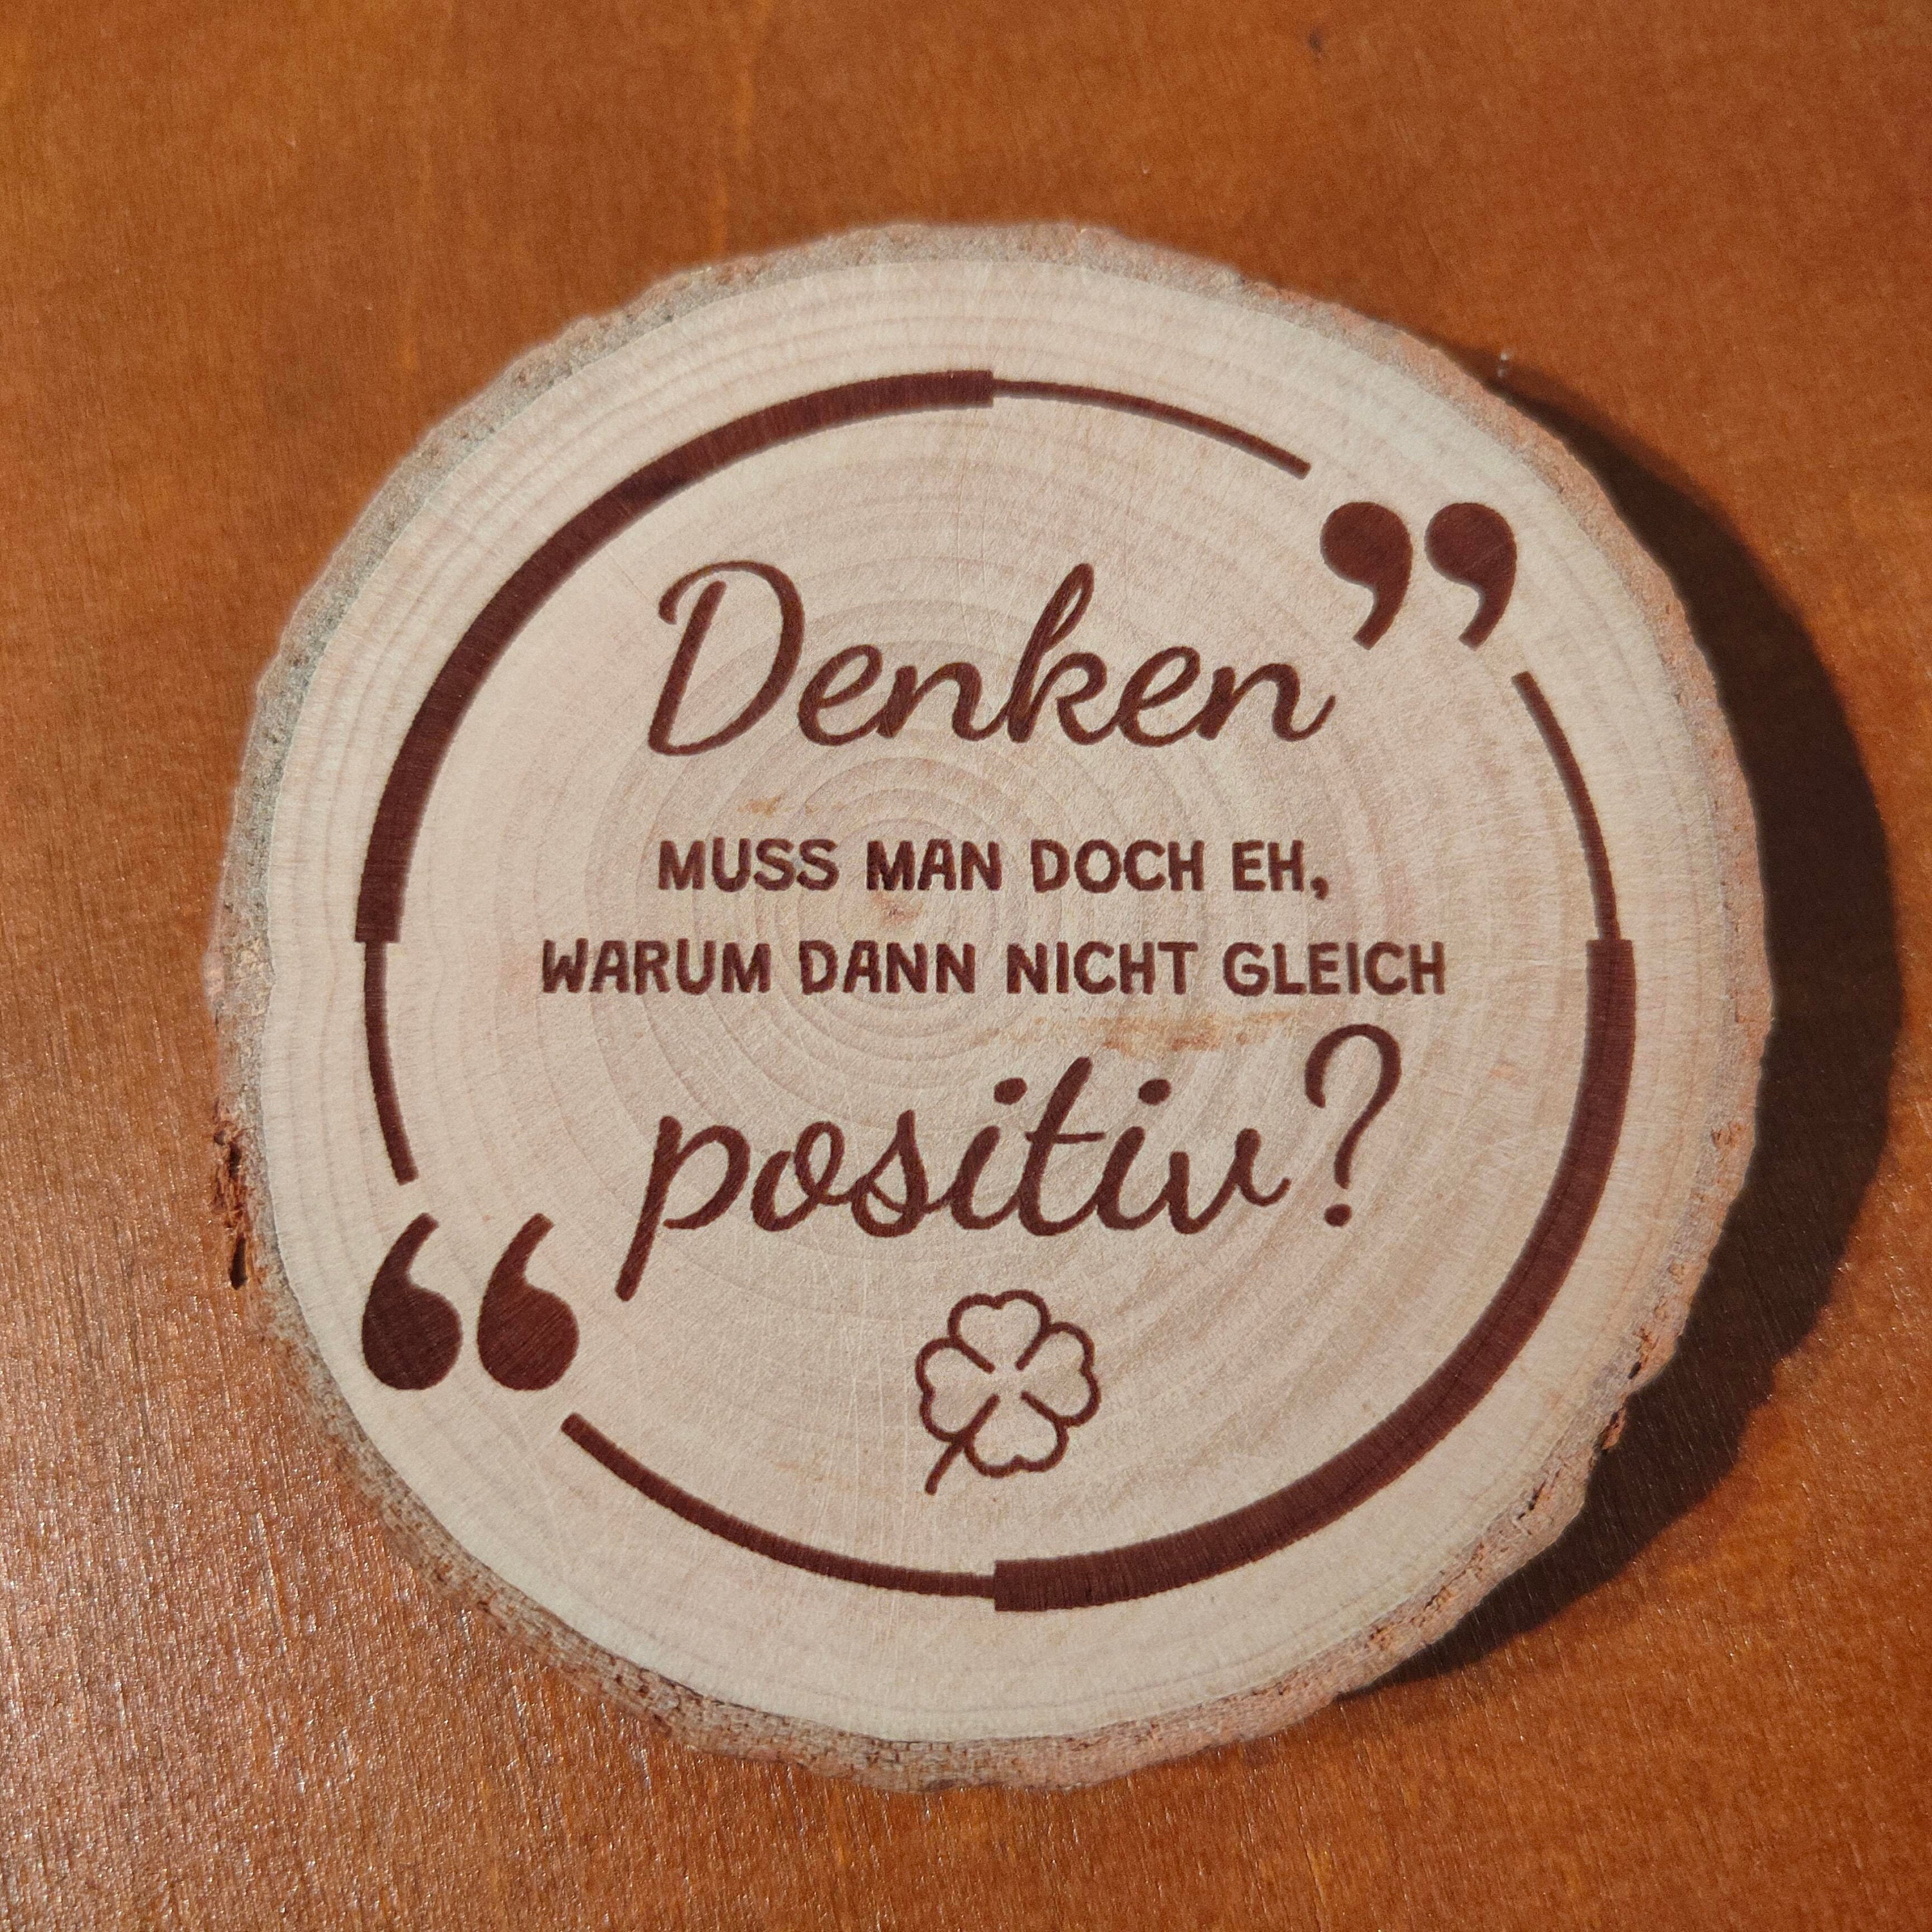 Denken
MUSS MAN DOCH EH,
WARUM DANN NICHT GLEICH
positiv?